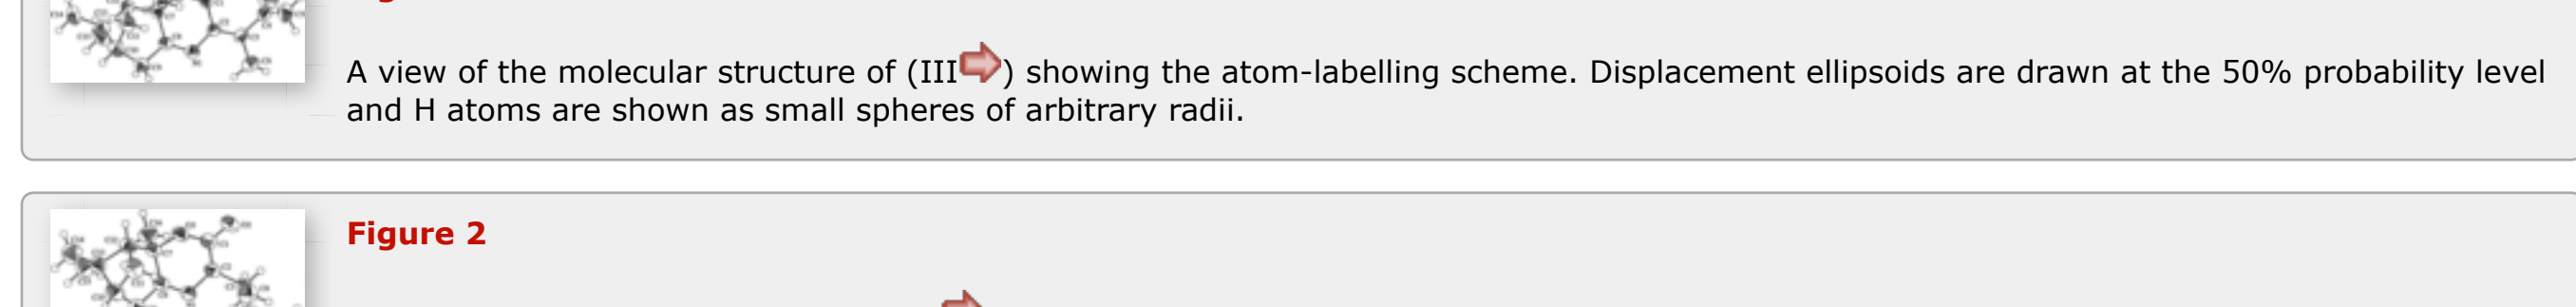 A view of the molecular structure of (III) showing the atom-labelling scheme. Displacement ellipsoids are drawn at the 50% probability level
and H atoms are shown as small spheres of arbitrary radii.
Figure 2